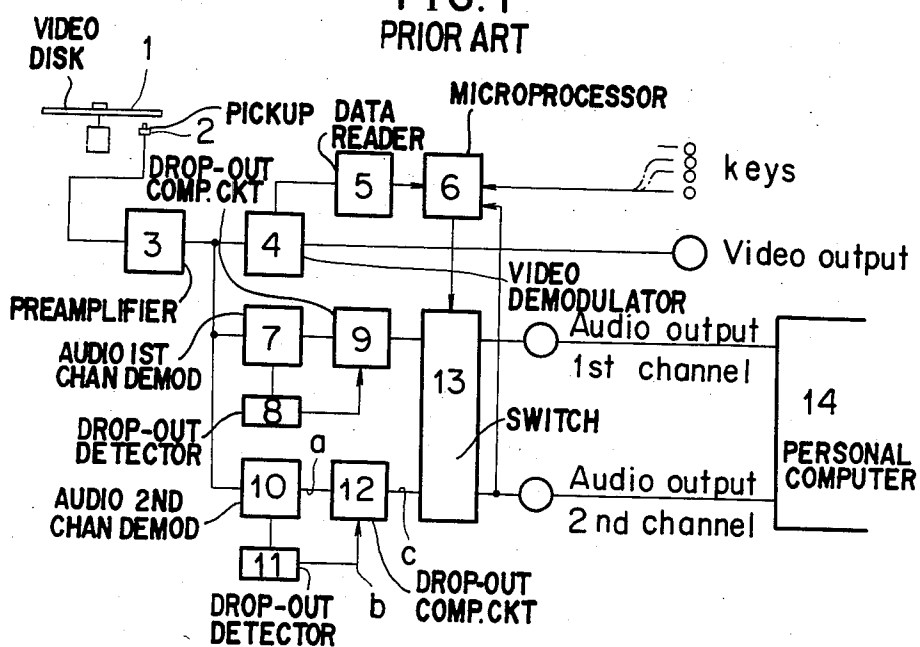 FIG. 1
PRIOR ART
VIDEO
DISK
1
PICKUP
2
DATA
READER
MICROPROCESSOR
DROP-OUT
COMP. CKT
5
6
keys
3
4
Video output
PREAMPLIFIER
VIDEO
DEMODULATOR
AUDIO 1ST
CHAN DEMOD
7
9
13
Audio output
1st channel
14
PERSONAL
COMPUTER
8
DROP-OUT
DETECTOR
SWITCH
a
10
12
AUDIO 2ND
CHAN DEMOD
Audio output
2nd channel
c
11
b
DROP-OUT
DETECTOR
DROP-OUT
COMP. CKT